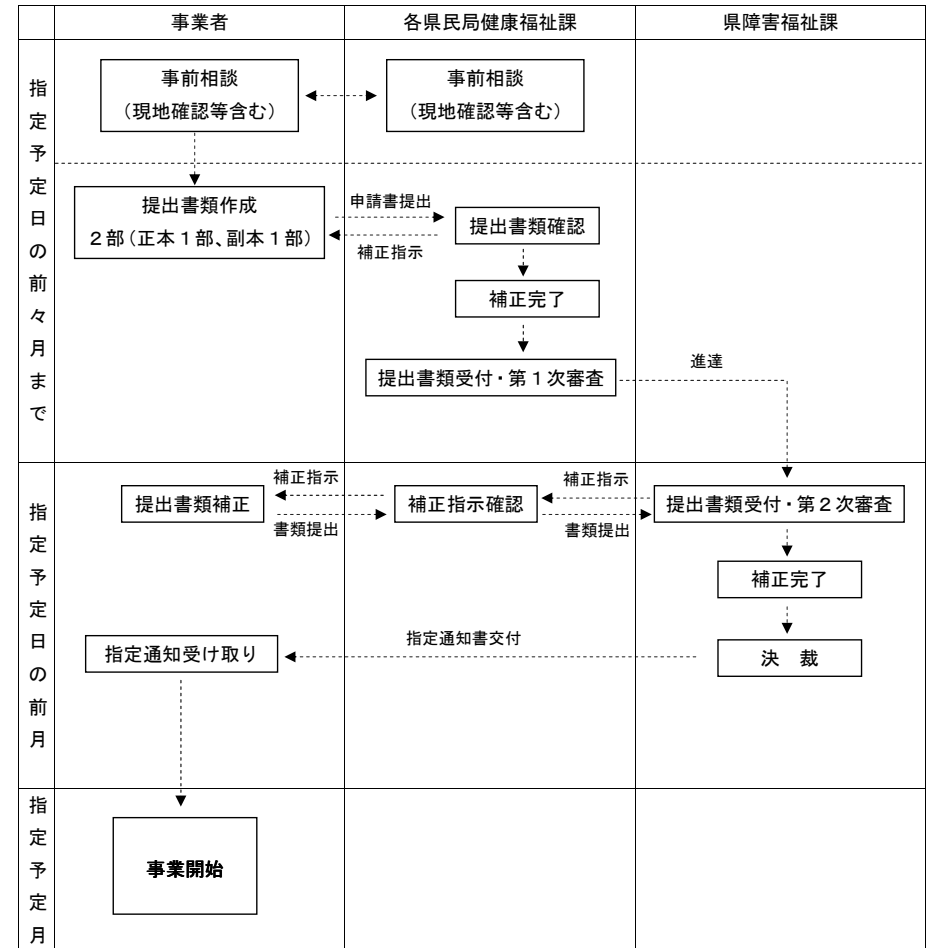 事業者
各県民局健康福祉課
県障害福祉課
指定予定日の前々月まで
事前相談
（現地確認等含む）
事前相談
（現地確認等含む）
提出書類作成
２部（正本１部、副本１部）
申請書提出
補正指示
提出書類確認
補正完了
提出書類受付・第１次審査
進達
指定予定日の前月
提出書類補正
補正指示
書類提出
補正指示確認
補正指示
書類提出
提出書類受付・第２次審査
補正完了
決　裁
指定通知書交付
指定通知受け取り
指定予定月
事業開始